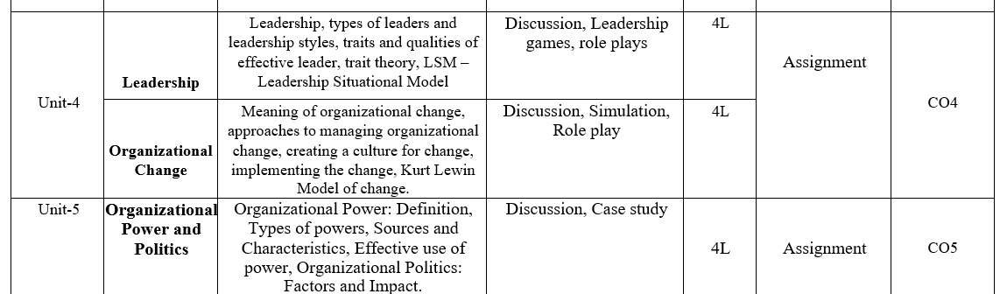 Unit-4
Leadership
Leadership, types of leaders and
leadership styles, traits and qualities of
effective leader, trait theory, LSM –
Leadership Situational Model
Discussion, Leadership
games, role plays
4L
Assignment
CO4
Organizational
Change
Meaning of organizational change,
approaches to managing organizational
change, creating a culture for change,
implementing the change, Kurt Lewin
Model of change.
Discussion, Simulation,
Role play
4L
Unit-5
Organizational
Power and
Politics
Organizational Power: Definition,
Types of powers, Sources and
Characteristics, Effective use of
power, Organizational Politics:
Factors and Impact.
Discussion, Case study
4L
Assignment
CO5